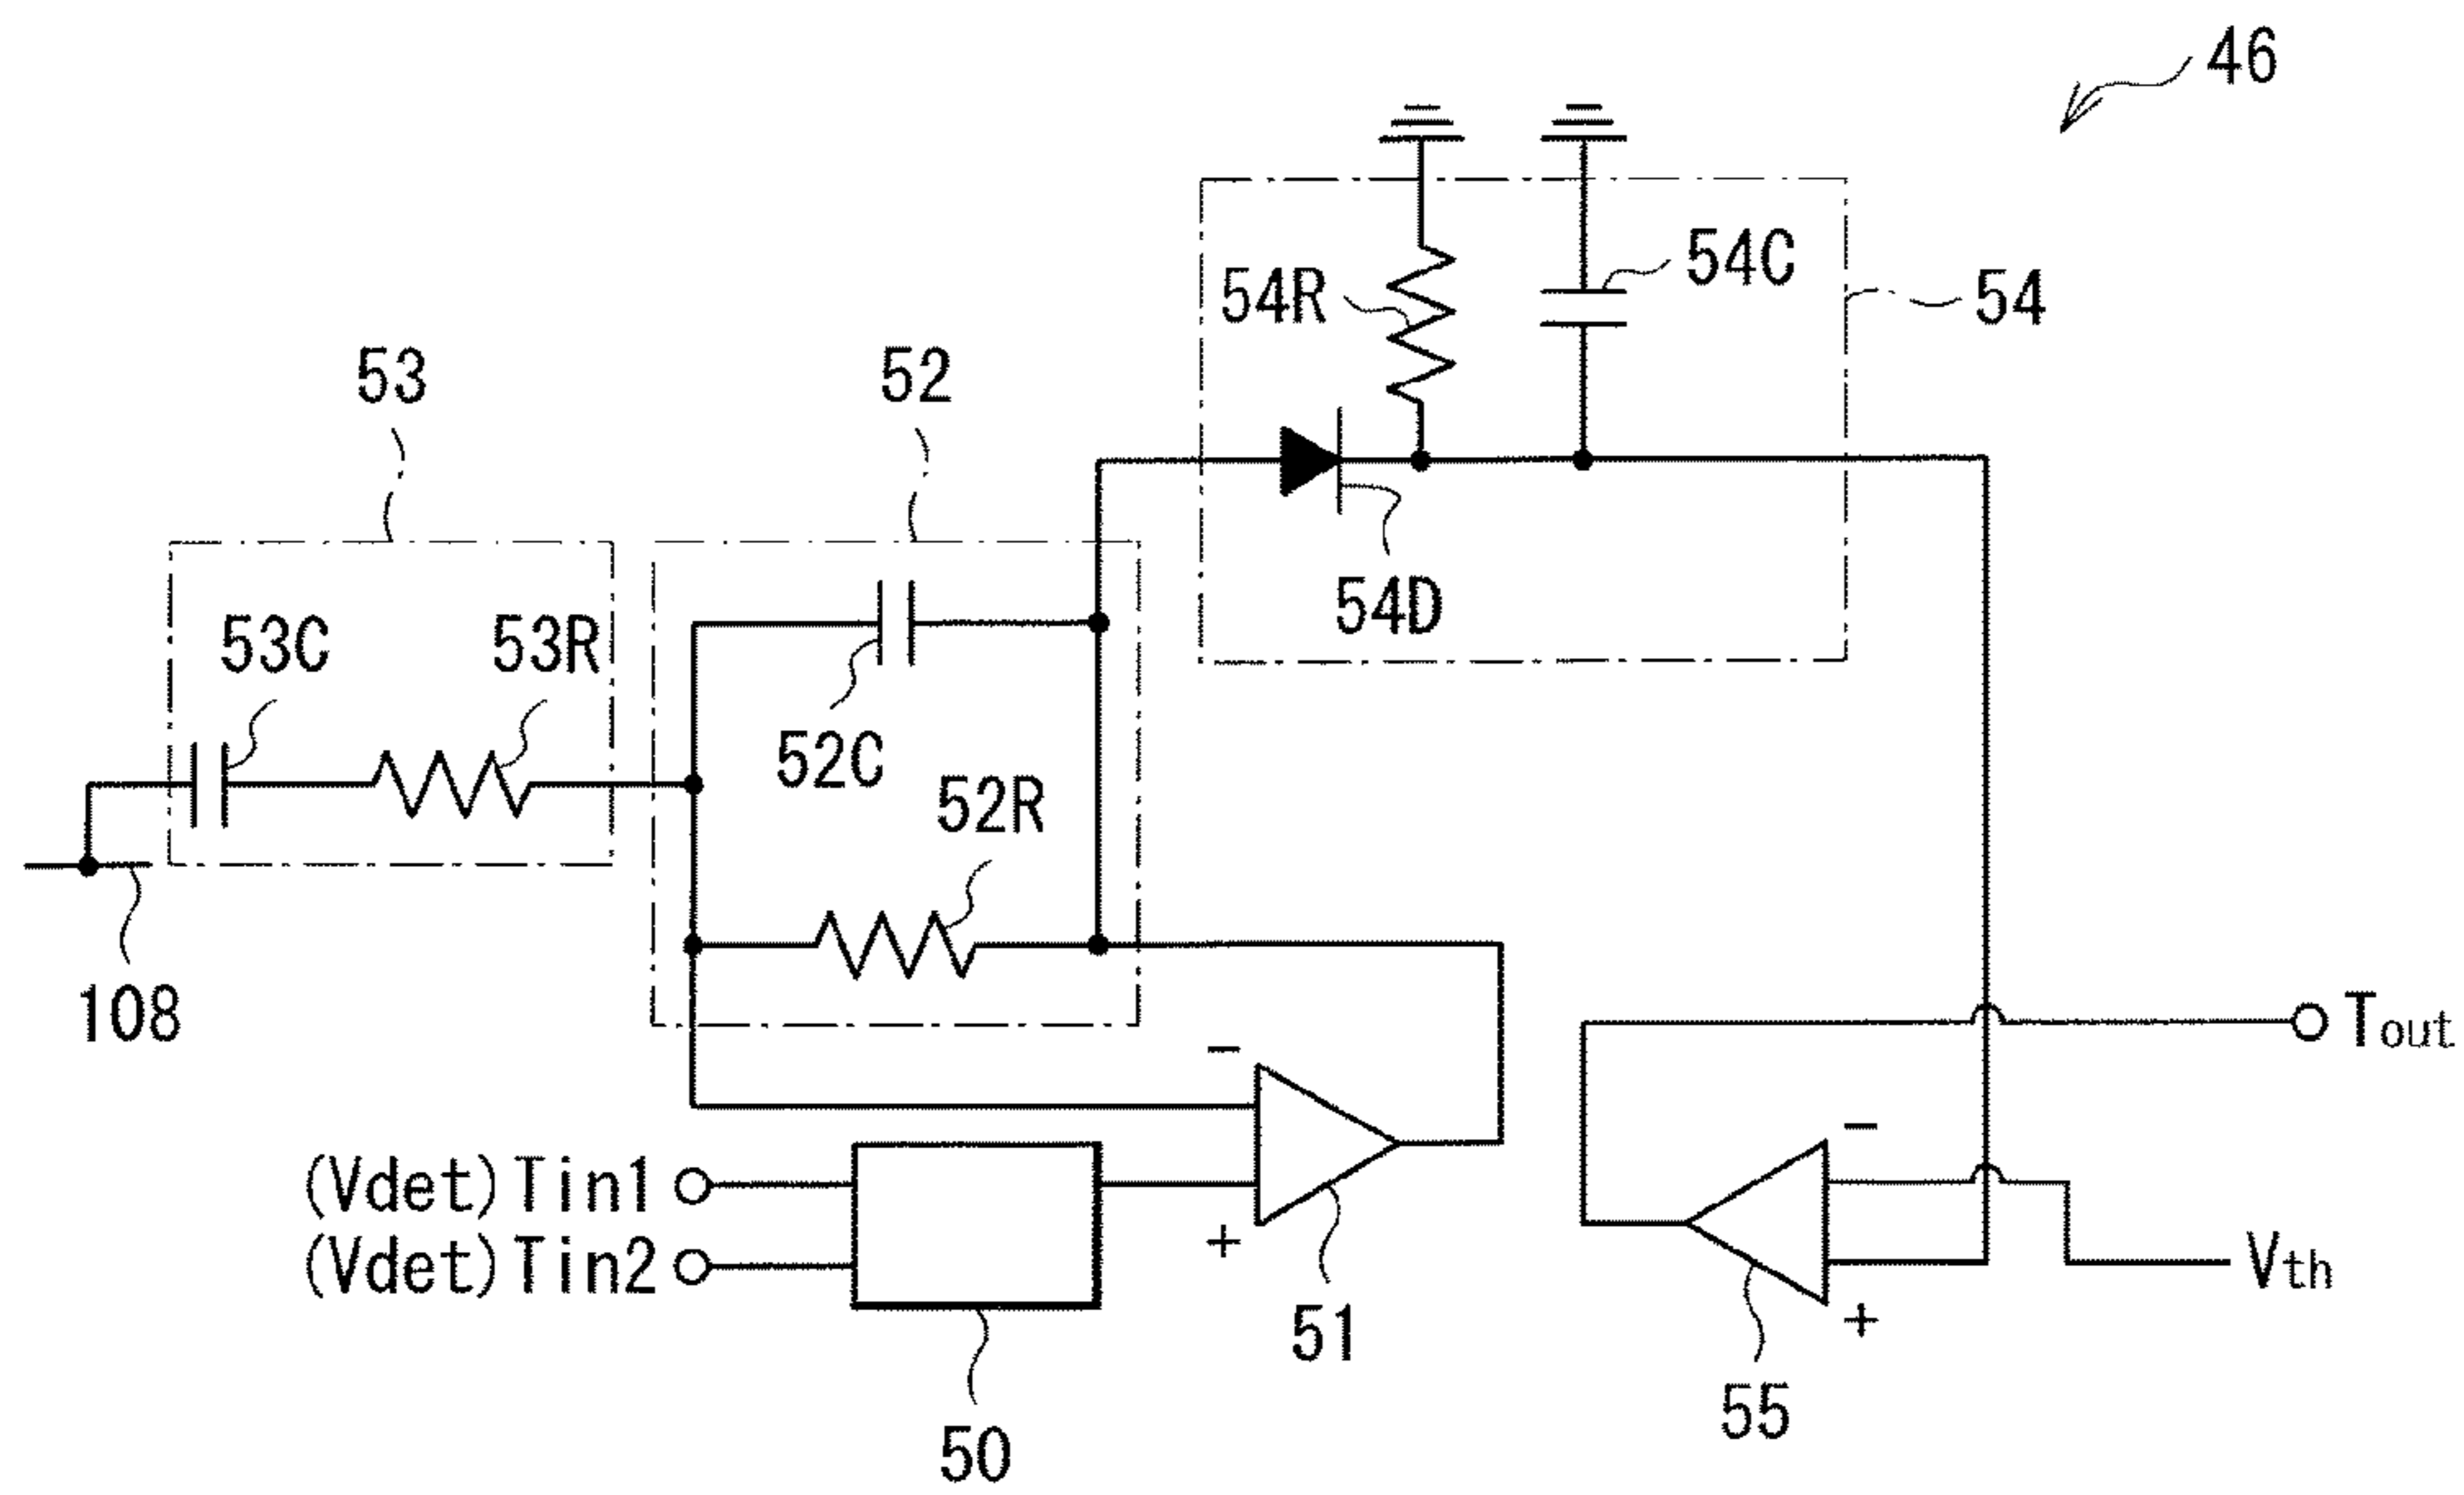 46
54R
54C
54
53
52
54D
53C
53R
52C
52R
108
Tout
−
−
(Vdet)Tin1
(Vdet)Tin2
+
Vth
+
51
55
50